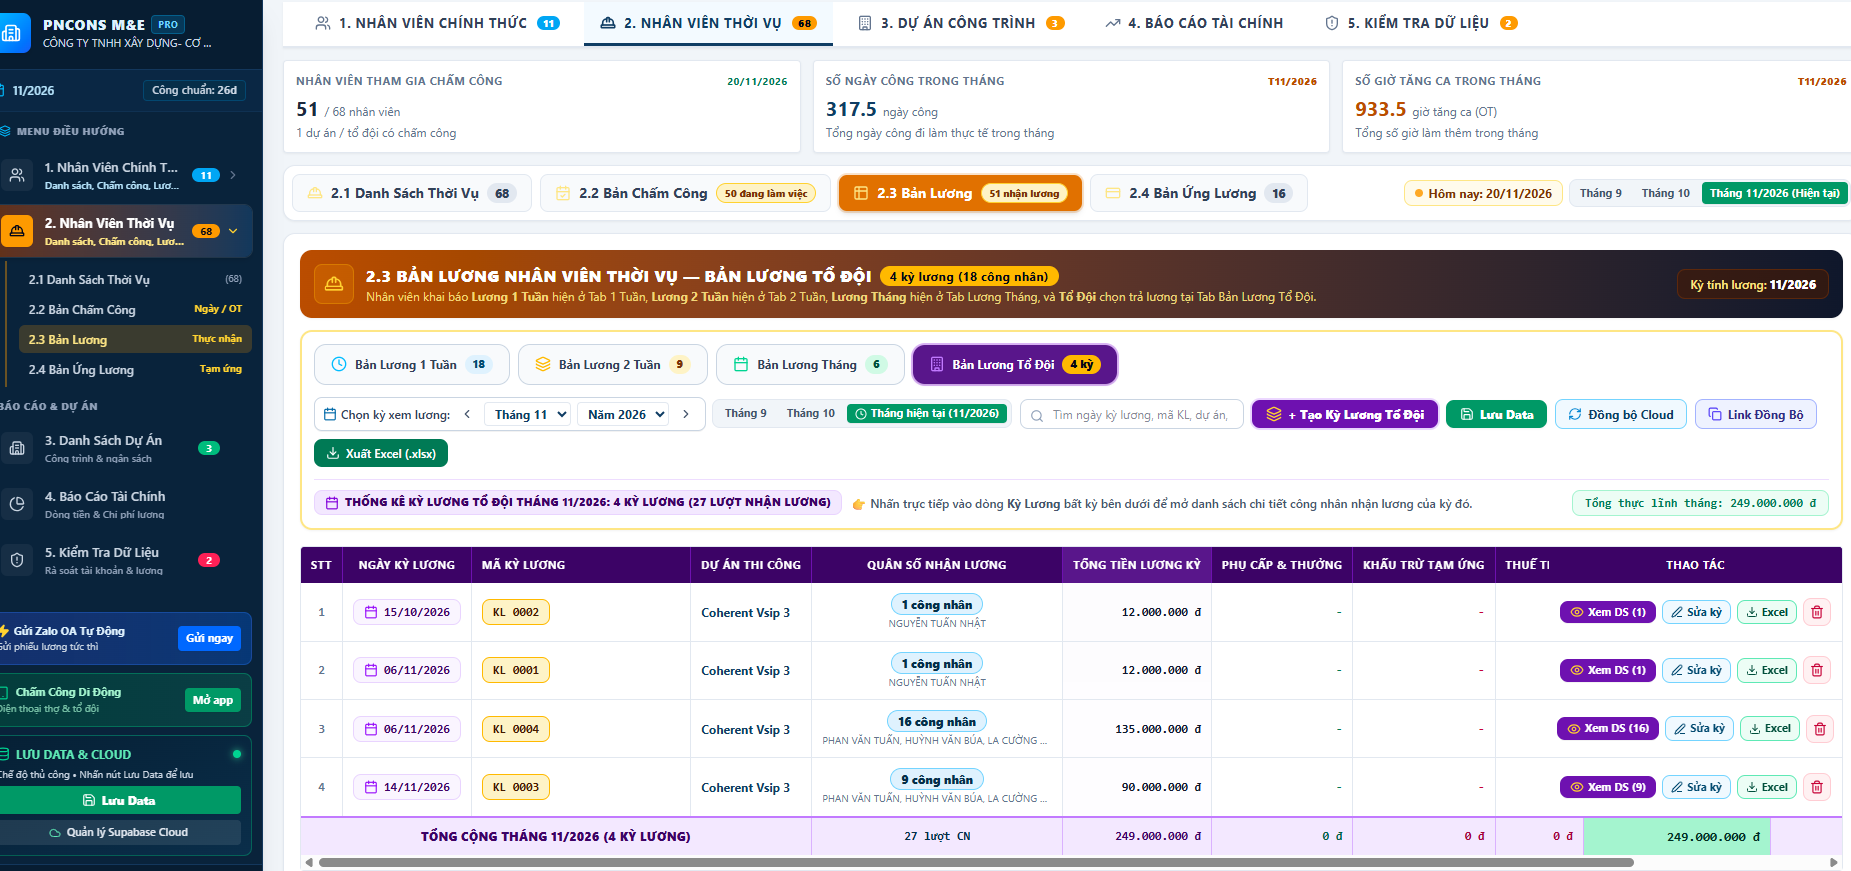 PNCONS M&E PRO
CÔNG TY TNHH XÂY DỰNG- CƠ ...
11/2026 Công chuẩn: 26d
MENU ĐIỀU HƯỚNG
1. Nhân Viên Chính T... 11
Danh sách, Chấm công, Lươ...
2. Nhân Viên Thời Vụ 68
Danh sách, Chấm công, Lươ...
2.1 Danh Sách Thời Vụ (68)
2.2 Bản Chấm Công Ngày / OT
2.3 Bản Lương Thực nhận
2.4 Bản Ứng Lương Tạm ứng
BÁO CÁO & DỰ ÁN
3. Danh Sách Dự Án 3
Công trình & ngân sách
4. Báo Cáo Tài Chính
Dòng tiền & Chi phí lương
5. Kiểm Tra Dữ Liệu 2
Rà soát tài khoản & lương
Gửi Zalo OA Tự Động
Gửi phiếu lương tức thì
Gửi ngay
Chấm Công Di Động
Điện thoại thợ & tổ đội
Mở app
LƯU DATA & CLOUD
Chế độ thủ công • Nhấn nút Lưu Data để lưu
Lưu Data
Quản lý Supabase Cloud
1. NHÂN VIÊN CHÍNH THỨC 11 2. NHÂN VIÊN THỜI VỤ 68 3. DỰ ÁN CÔNG TRÌNH 3 4. BÁO CÁO TÀI CHÍNH 5. KIỂM TRA DỮ LIỆU 2
NHÂN VIÊN THAM GIA CHẤM CÔNG 20/11/2026
51 / 68 nhân viên
1 dự án / tổ đội có chấm công
SỐ NGÀY CÔNG TRONG THÁNG T11/2026
317.5 ngày công
Tổng ngày công đi làm thực tế trong tháng
SỐ GIỜ TĂNG CA TRONG THÁNG T11/2026
933.5 giờ tăng ca (OT)
Tổng số giờ làm thêm trong tháng
2.1 Danh Sách Thời Vụ 68 2.2 Bản Chấm Công 50 đang làm việc 2.3 Bản Lương 51 nhận lương 2.4 Bản Ứng Lương 16 Hôm nay: 20/11/2026 Tháng 9 Tháng 10 Tháng 11/2026 (Hiện tại)
2.3 BẢN LƯƠNG NHÂN VIÊN THỜI VỤ — BẢN LƯƠNG TỔ ĐỘI 4 kỳ lương (18 công nhân)
Nhân viên khai báo Lương 1 Tuần hiện ở Tab 1 Tuần, Lương 2 Tuần hiện ở Tab 2 Tuần, Lương Tháng hiện ở Tab Lương Tháng, và Tổ Đội chọn trả lương tại Tab Bản Lương Tổ Đội.
Kỳ tính lương: 11/2026
Bản Lương 1 Tuần 18 Bản Lương 2 Tuần 9 Bản Lương Tháng 6 Bản Lương Tổ Đội 4 kỳ
Chọn kỳ xem lương: Tháng 11 Năm 2026 Tháng 9 Tháng 10 Tháng hiện tại (11/2026) Tìm ngày kỳ lương, mã KL, dự án, + Tạo Kỳ Lương Tổ Đội Lưu Data Đồng bộ Cloud Link Đồng Bộ
Xuất Excel (.xlsx)
THỐNG KÊ KỲ LƯƠNG TỔ ĐỘI THÁNG 11/2026: 4 KỲ LƯƠNG (27 LƯỢT NHẬN LƯƠNG) 👉 Nhấn trực tiếp vào dòng Kỳ Lương bất kỳ bên dưới để mở danh sách chi tiết công nhân nhận lương của kỳ đó. Tổng thực lĩnh tháng: 249.000.000 đ
STT NGÀY KỲ LƯƠNG MÃ KỲ LƯƠNG DỰ ÁN THI CÔNG QUÂN SỐ NHẬN LƯƠNG TỔNG TIỀN LƯƠNG KỲ PHỤ CẤP & THƯỞNG KHẤU TRỪ TẠM ỨNG THUẾ TI THAO TÁC
1 15/10/2026 KL 0002 Coherent Vsip 3 1 công nhân 12.000.000 đ - - Xem DS (1) Sửa kỳ Excel
NGUYỄN TUẤN NHẬT
2 06/11/2026 KL 0001 Coherent Vsip 3 1 công nhân 12.000.000 đ - - Xem DS (1) Sửa kỳ Excel
NGUYỄN TUẤN NHẬT
3 06/11/2026 KL 0004 Coherent Vsip 3 16 công nhân 135.000.000 đ - - Xem DS (16) Sửa kỳ Excel
PHAN VĂN TUẤN, HUỲNH VĂN BÚA, LA CƯỜNG ...
4 14/11/2026 KL 0003 Coherent Vsip 3 9 công nhân 90.000.000 đ - - Xem DS (9) Sửa kỳ Excel
PHAN VĂN TUẤN, HUỲNH VĂN BÚA, LA CƯỜNG ...
TỔNG CỘNG THÁNG 11/2026 (4 KỲ LƯƠNG) 27 lượt CN 249.000.000 đ 0 đ 0 đ 0 đ 249.000.000 đ